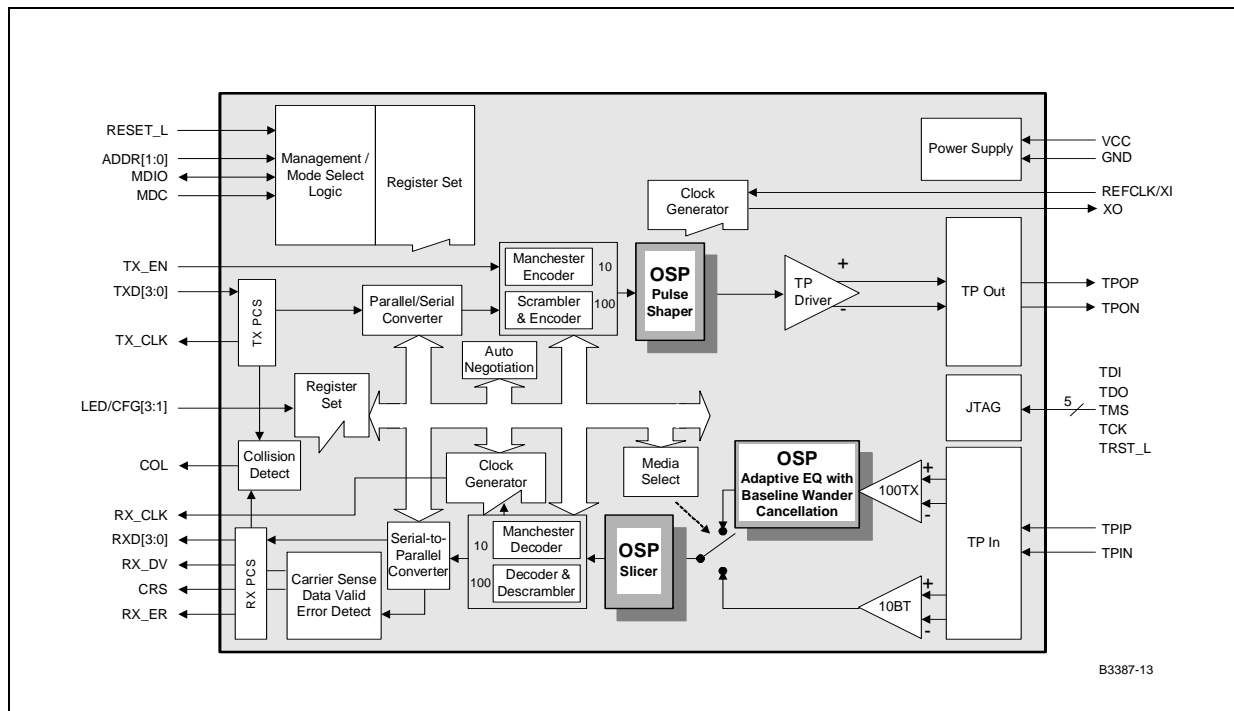 RESET_L
ADDR[1:0]
MDIO
MDC
Management /
Mode Select
Logic
Register Set
Power Supply
VCC
GND
Clock
Generator
REFCLK/XI
XO
TX_EN
TXD[3:0]
TX_CLK
TX PCS
Parallel/Serial
Converter
Manchester
Encoder
10
Scrambler
& Encoder
100
OSP
Pulse
Shaper
TP
Driver
+
-
TP Out
TPOP
TPON
Auto
Negotiation
LED/CFG[3:1]
Register
Set
JTAG
5
TDI
TDO
TMS
TCK
TRST_L
COL
Collision
Detect
Clock
Generator
Media
Select
OSP
Adaptive EQ with
Baseline Wander
Cancellation
100TX
+
-
TP In
TPIP
TPIN
RX_CLK
RXD[3:0]
RX_DV
CRS
RX_ER
RX PCS
Carrier Sense
Data Valid
Error Detect
Serial-to-
Parallel
Converter
10
Manchester
Decoder
100
Decoder &
Descrambler
OSP
Slicer
10BT
+
-
B3387-13